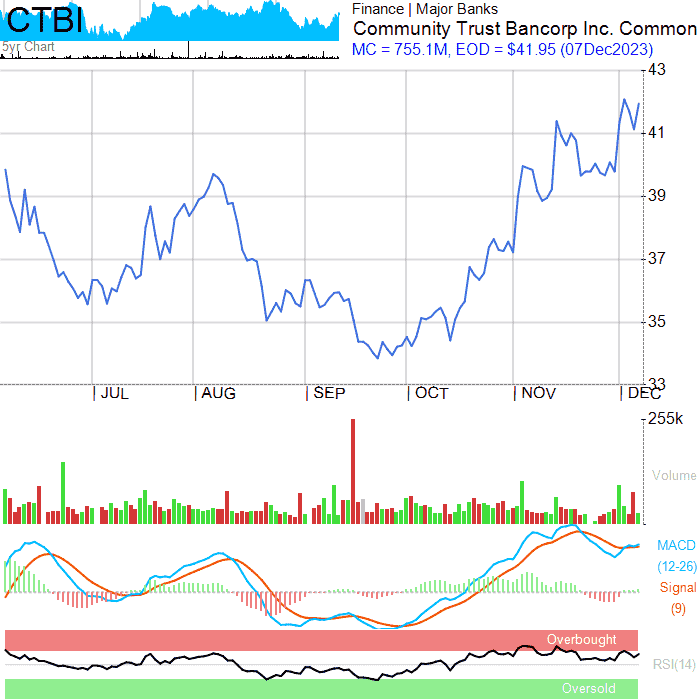 CTBI
5yr Chart
Finance | Major Banks
Community Trust Bancorp Inc. Common
MC = 755.1M, EOD = $41.95 (07Dec2023)
43
41
39
37
35
33
JUL AUG SEP OCT NOV DEC
255k
Volume
MACD
(12-26)
Signal
(9)
Overbought
RSI(14)
Oversold